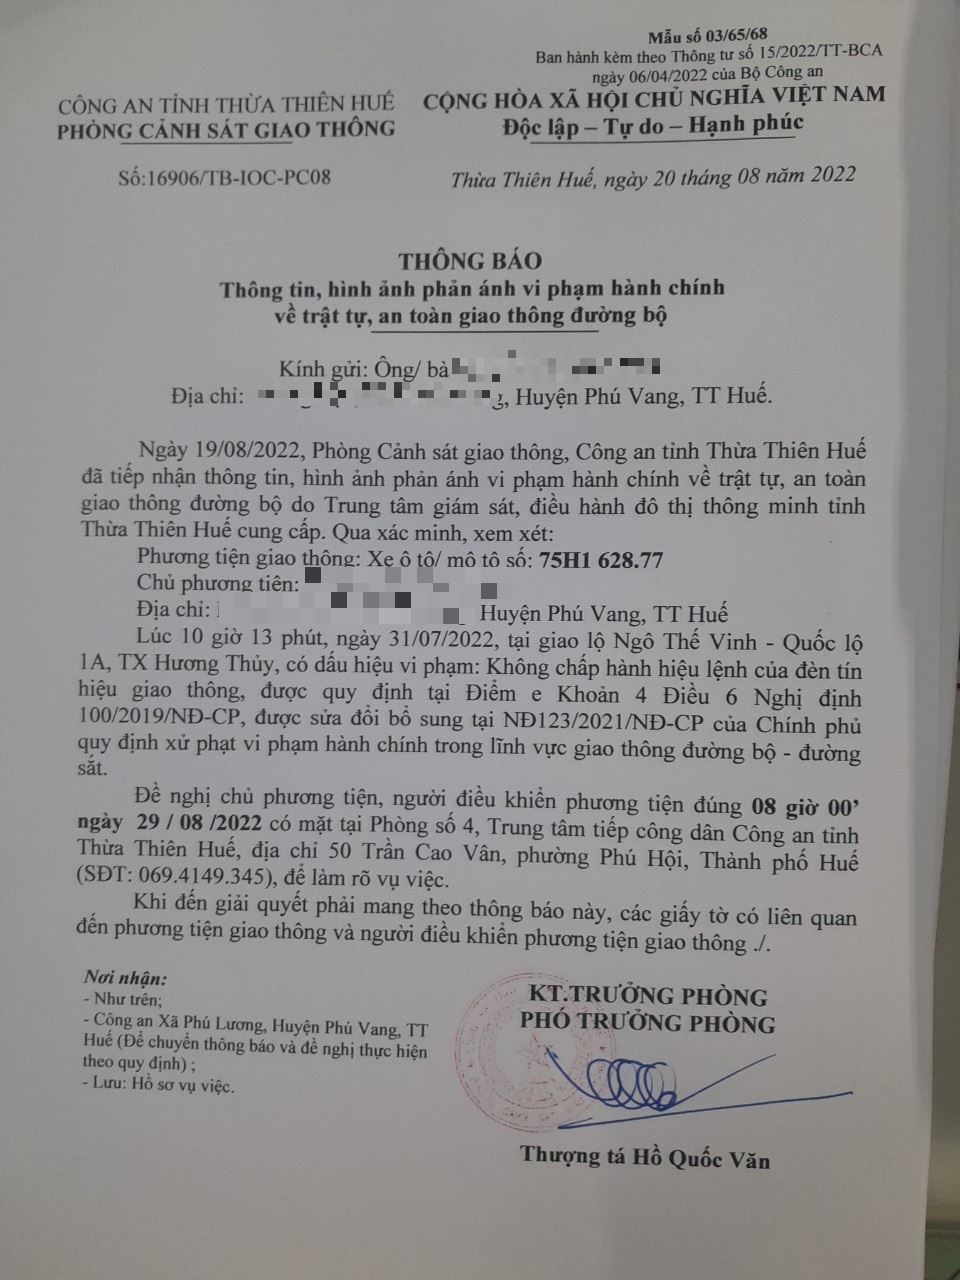 Mẫu số 03/65/68
Ban hành kèm theo Thông tư số 15/2022/TT-BCA
ngày 06/04/2022 của Bộ Công an
CÔNG AN TỈNH THỪA THIÊN HUẾ
PHÒNG CẢNH SÁT GIAO THÔNG
CỘNG HÒA XÃ HỘI CHỦ NGHĨA VIỆT NAM
Độc lập – Tự do – Hạnh phúc
Số:16906/TB-IOC-PC08
Thừa Thiên Huế, ngày 20 tháng 08 năm 2022
THÔNG BÁO
Thông tin, hình ảnh phản ánh vi phạm hành chính
về trật tự, an toàn giao thông đường bộ
Kính gửi: Ông/ bà
Địa chỉ: , Huyện Phú Vang, TT Huế.
Ngày 19/08/2022, Phòng Cảnh sát giao thông, Công an tỉnh Thừa Thiên Huế
đã tiếp nhận thông tin, hình ảnh phản ánh vi phạm hành chính về trật tự, an toàn
giao thông đường bộ do Trung tâm giám sát, điều hành đô thị thông minh tỉnh
Thừa Thiên Huế cung cấp. Qua xác minh, xem xét:
Phương tiện giao thông: Xe ô tô/ mô tô số: 75H1 628.77
Chủ phương tiện:
Địa chỉ: Huyện Phú Vang, TT Huế
Lúc 10 giờ 13 phút, ngày 31/07/2022, tại giao lộ Ngô Thế Vinh - Quốc lộ
1A, TX Hương Thủy, có dấu hiệu vi phạm: Không chấp hành hiệu lệnh của đèn tín
hiệu giao thông, được quy định tại Điểm e Khoản 4 Điều 6 Nghị định
100/2019/NĐ-CP, được sửa đổi bổ sung tại NĐ123/2021/NĐ-CP của Chính phủ
quy định xử phạt vi phạm hành chính trong lĩnh vực giao thông đường bộ - đường
sắt.
Đề nghị chủ phương tiện, người điều khiển phương tiện đúng 08 giờ 00’
ngày 29 / 08 /2022 có mặt tại Phòng số 4, Trung tâm tiếp công dân Công an tỉnh
Thừa Thiên Huế, địa chỉ 50 Trần Cao Vân, phường Phú Hội, Thành phố Huế
(SĐT: 069.4149.345), để làm rõ vụ việc.
Khi đến giải quyết phải mang theo thông báo này, các giấy tờ có liên quan
đến phương tiện giao thông và người điều khiển phương tiện giao thông ./.
Nơi nhận:
- Như trên;
- Công an Xã Phú Lương, Huyện Phú Vang, TT
Huế (Để chuyển thông báo và đề nghị thực hiện
theo quy định) ;
- Lưu: Hồ sơ vụ việc.
KT.TRƯỞNG PHÒNG
PHÓ TRƯỞNG PHÒNG
Thượng tá Hồ Quốc Văn